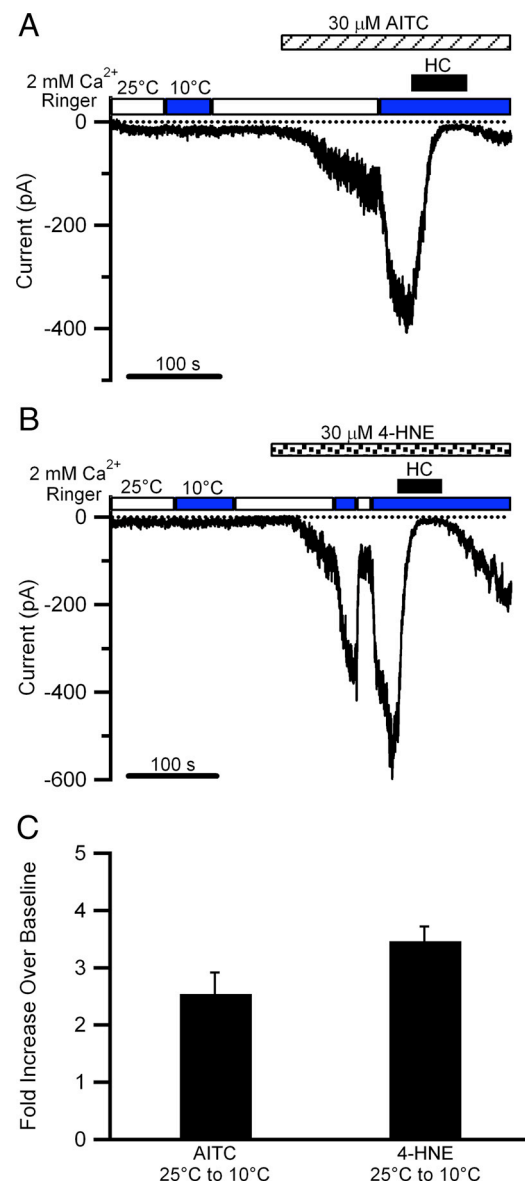 A
30 µM AITC
HC
2 mM Ca²⁺
Ringer
25°C 10°C
0
-200
-400
Current (pA)
100 s
B
30 µM 4-HNE
HC
2 mM Ca²⁺
Ringer
25°C 10°C
0
-200
-400
-600
Current (pA)
100 s
C
5
4
3
2
1
0
Fold Increase Over Baseline
AITC 4-HNE
25°C to 10°C 25°C to 10°C